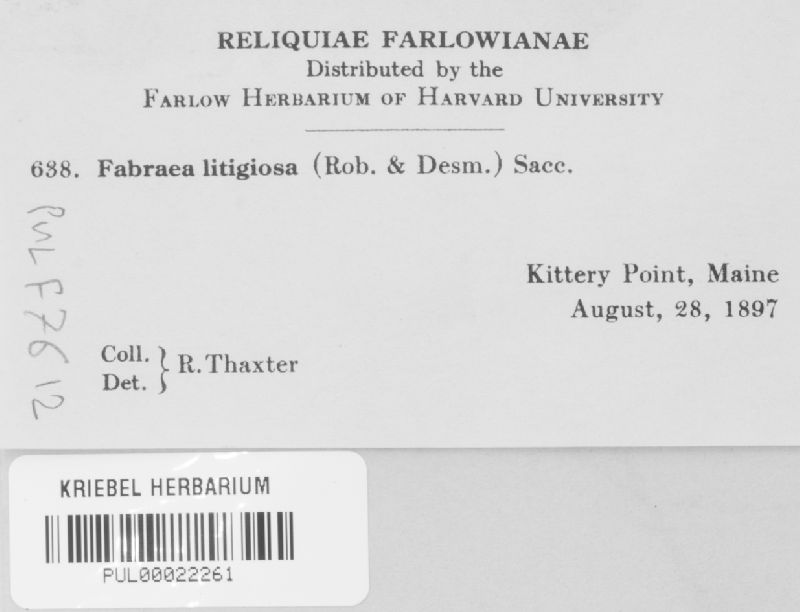 RELIQUIAE FARLOWIANAE
Distributed by the
FARLOW HERBARIUM OF HARVARD UNIVERSITY
638. Fabraea litigiosa (Rob. & Desm.) Sacc.
Kittery Point, Maine
August, 28, 1897
Coll.
Det. } R. Thaxter
PUL F7612
KRIEBEL HERBARIUM
PUL00022261